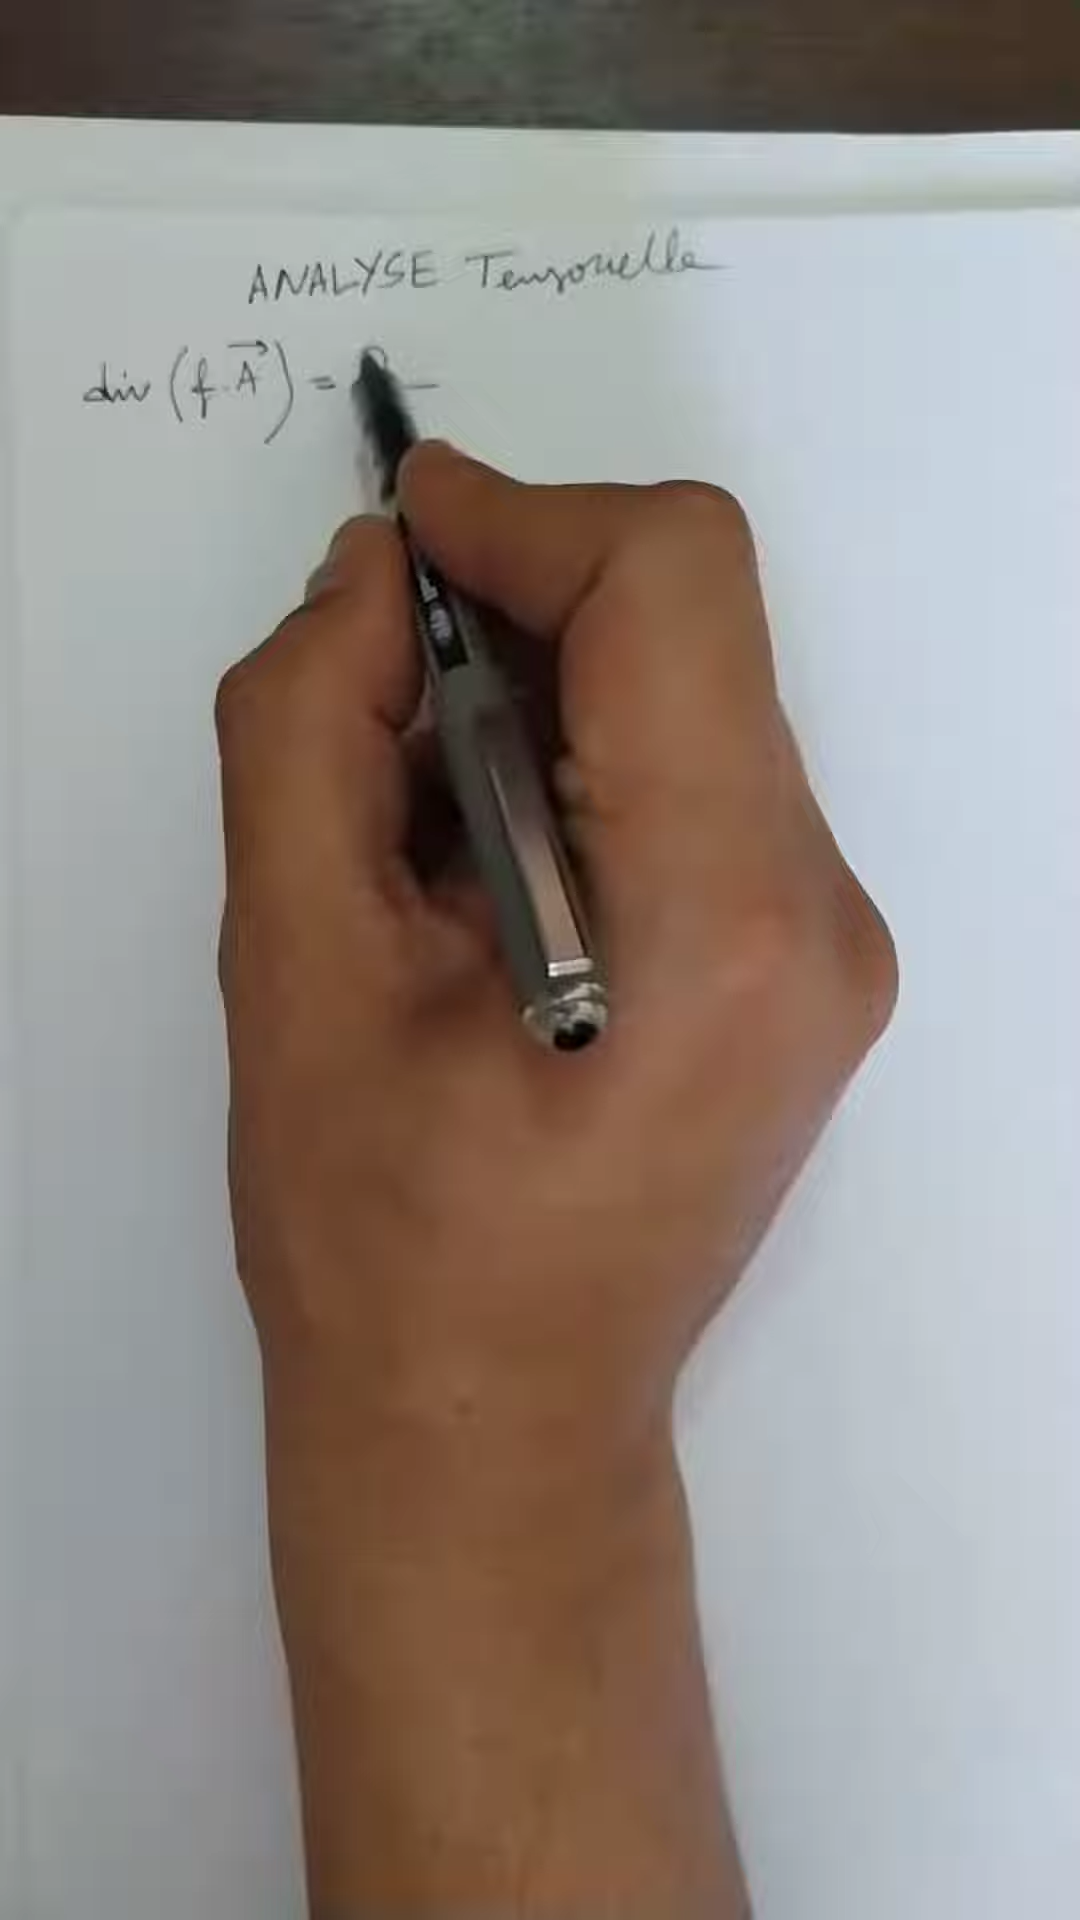 ANALYSE Tensorielle
div (f.A⃗) =